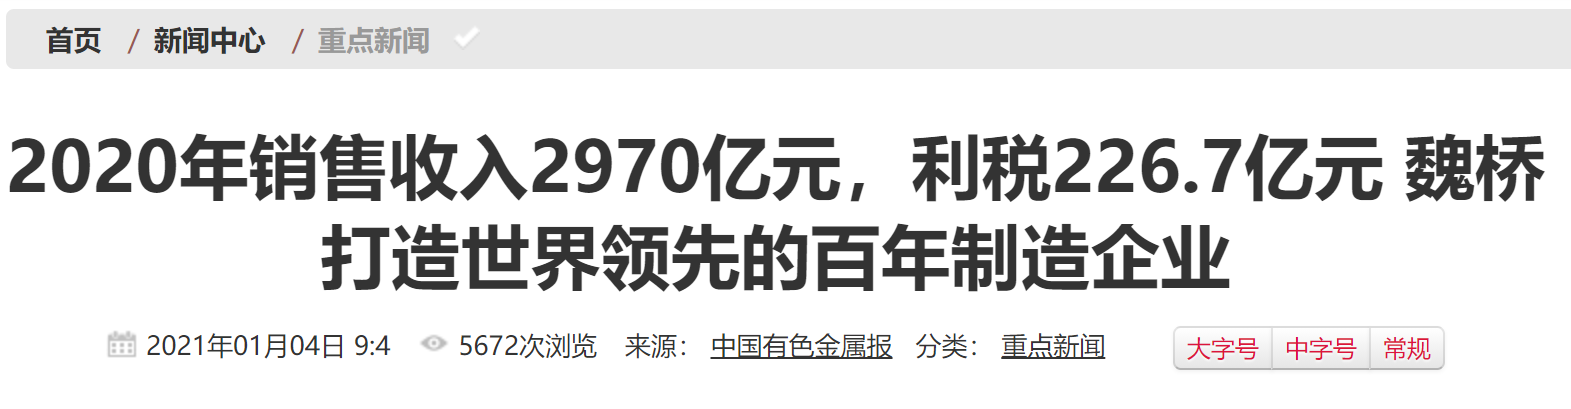 首页 / 新闻中心 / 重点新闻
2020年销售收入2970亿元，利税226.7亿元 魏桥
打造世界领先的百年制造企业
2021年01月04日 9:4 5672次浏览 来源： 中国有色金属报 分类： 重点新闻 大字号 中字号 常规